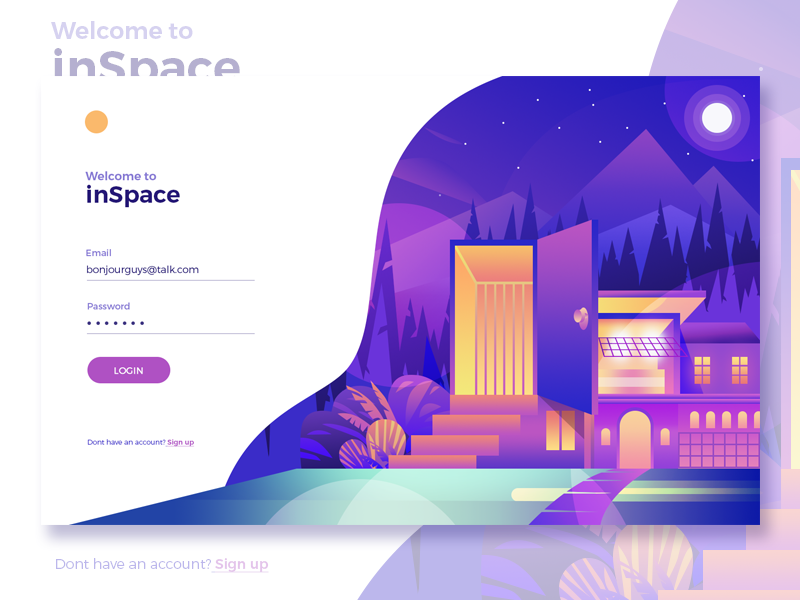 Welcome to
inSpace
Welcome to
inSpace
Email
bonjourguys@talk.com
Password
LOGIN
Dont have an account? Sign up
Dont have an account? Sign up